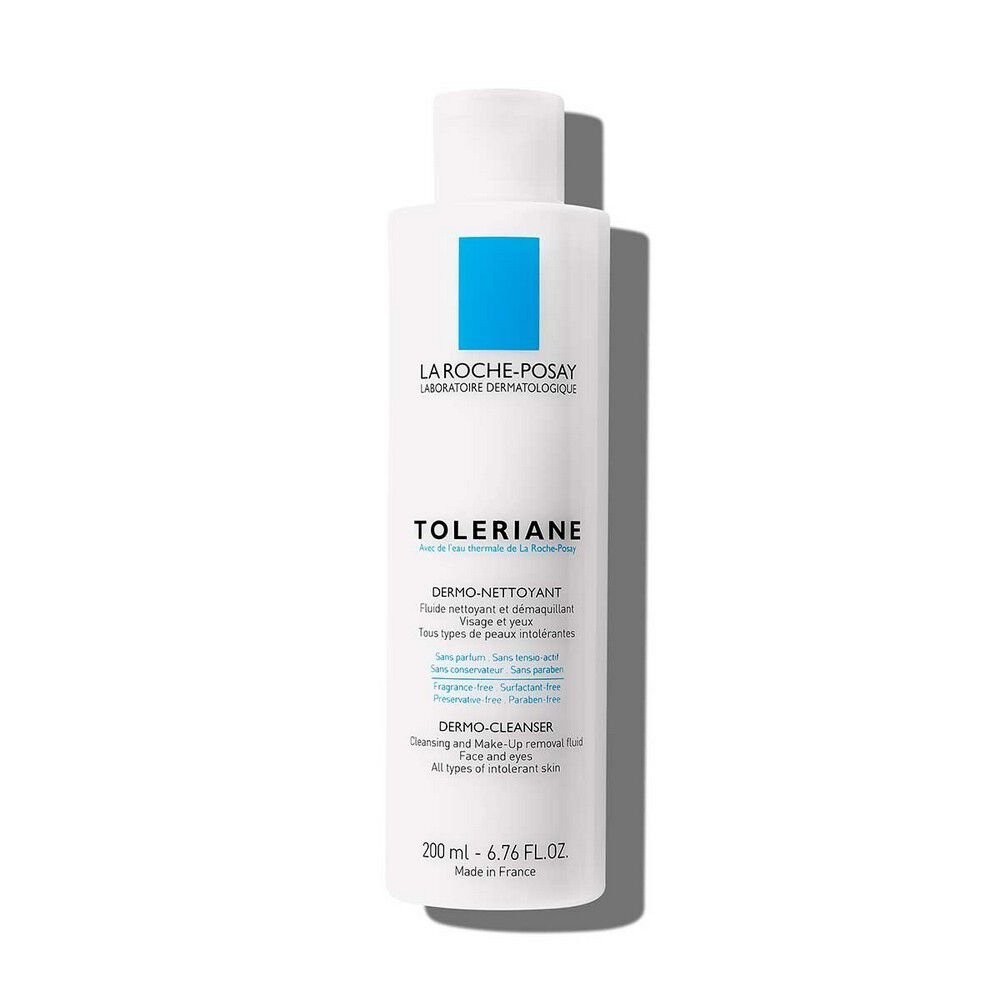 LA ROCHE-POSAY
LABORATOIRE DERMATOLOGIQUE
TOLERIANE
Avec de l'eau thermale de La Roche-Posay
DERMO-NETTOYANT
Fluide nettoyant et démaquillant
Visage et yeux
Tous types de peaux intolérantes
Sans parfum . Sans tensio-actif
Sans conservateur . Sans paraben
Fragrance-free . Surfactant-free
Preservative-free . Paraben-free
DERMO-CLEANSER
Cleansing and Make-Up removal fluid
Face and eyes
All types of intolerant skin
200 ml - 6.76 FL.OZ.
Made in France